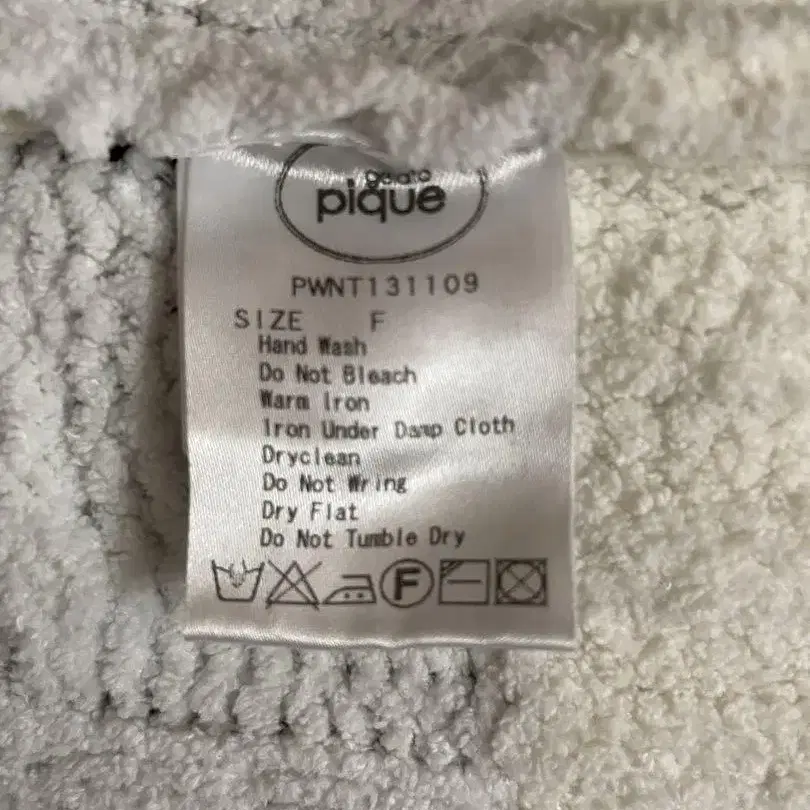 gelato
pique
PWNT131109
SIZE F
Hand Wash
Do Not Bleach
Warm Iron
Iron Under Damp Cloth
Dryclean
Do Not Wring
Dry Flat
Do Not Tumble Dry
F